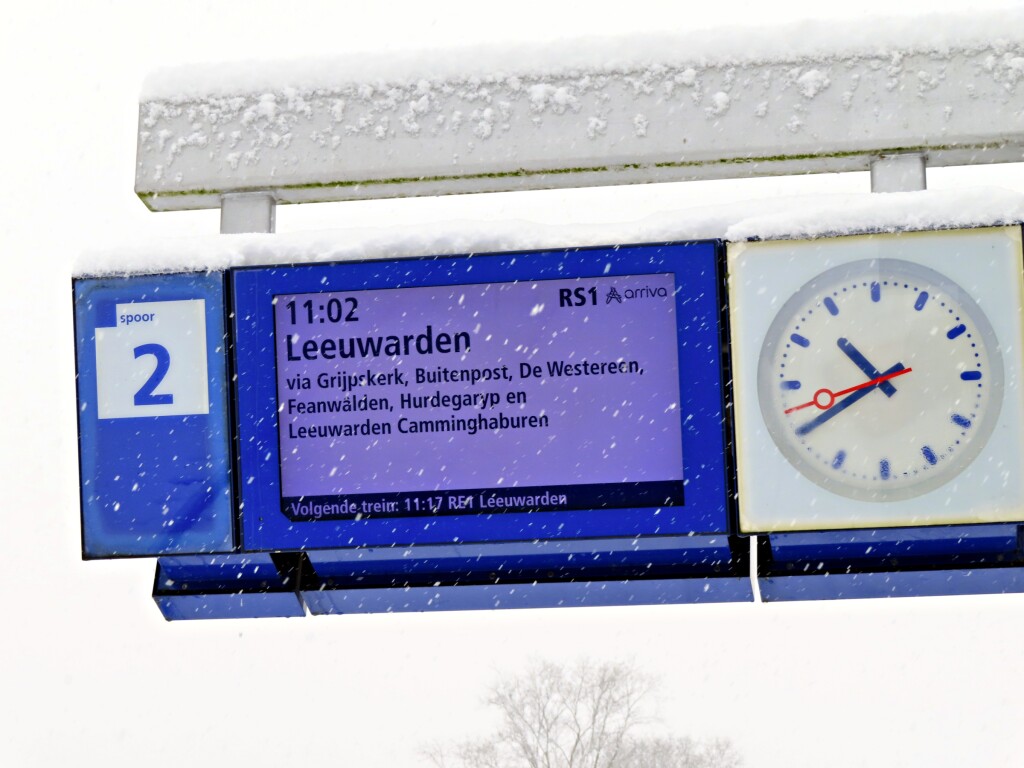 spoor
2
11:02
RS1 arriva
Leeuwarden
via Grijpskerk, Buitenpost, De Westereen,
Feanwâlden, Hurdegaryp en
Leeuwarden Camminghaburen
Volgende trein: 11:17 RE1 Leeuwarden